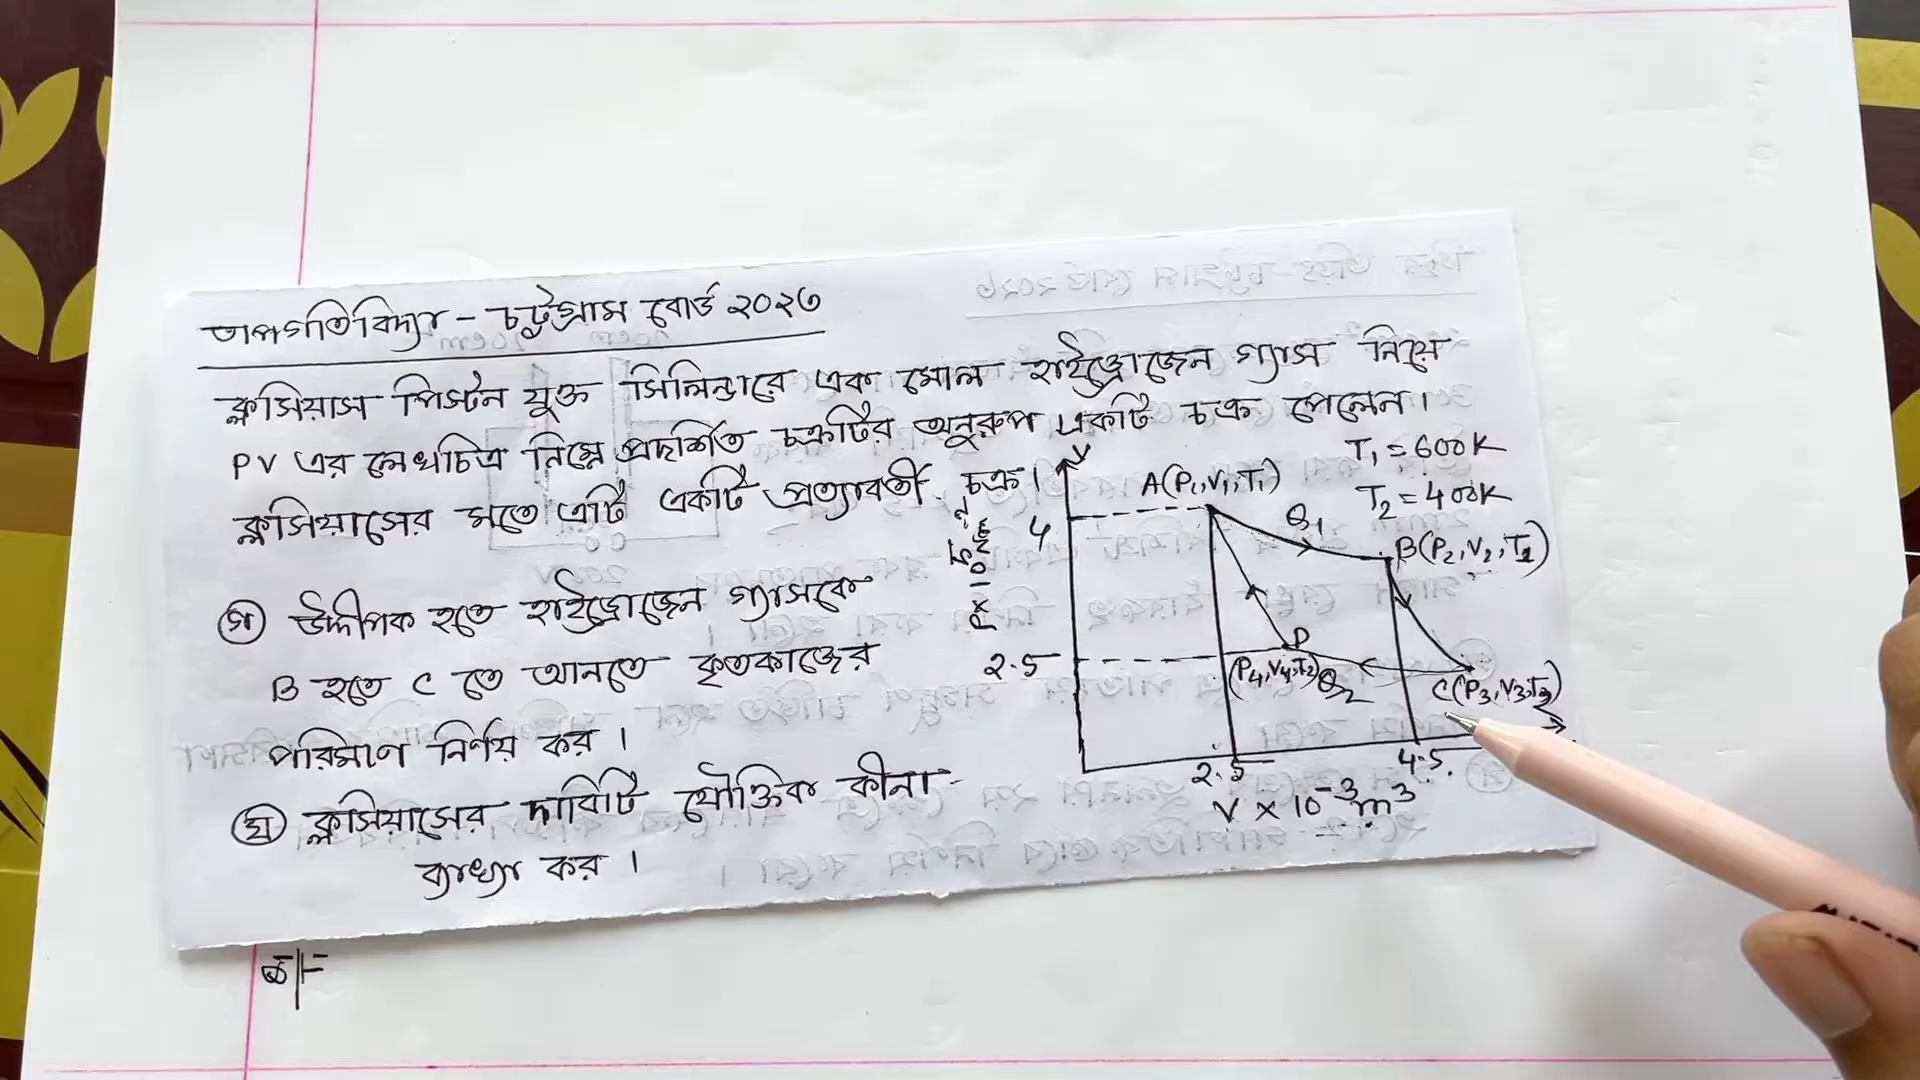 তাপগতিবিদ্যা - চট্টগ্রাম বোর্ড ২০২৩
ক্লসিয়াস পিস্টন যুক্ত সিলিন্ডারে এক মোল হাইড্রোজেন গ্যাস নিয়ে
PV এর লেখচিত্র নিম্নে প্রদর্শিত চক্রটির অনুরুপ একটি চক্র পেলেন।
ক্লসিয়াসের মতে এটি একটি প্রত্যাবর্তী চক্র।
T₁ = 600K
T₂ = 400K
A(P₁, V₁, T₁)
4
Q₁
B(P₂, V₂, T₁)
P × 10⁵ Nm⁻²
2.5
D
(P₄, V₄, T₂)
Q₂
C(P₃, V₃, T₂)
2.5
4.5
V × 10⁻³ m³
গ উদ্দীপক হতে হাইড্রোজেন গ্যাসকে
B হতে C তে আনতে কৃতকাজের
পরিমাণ নির্ণয় কর।
ঘ ক্লসিয়াসের দাবিটি যৌক্তিক কীনা -
ব্যাখ্যা কর।